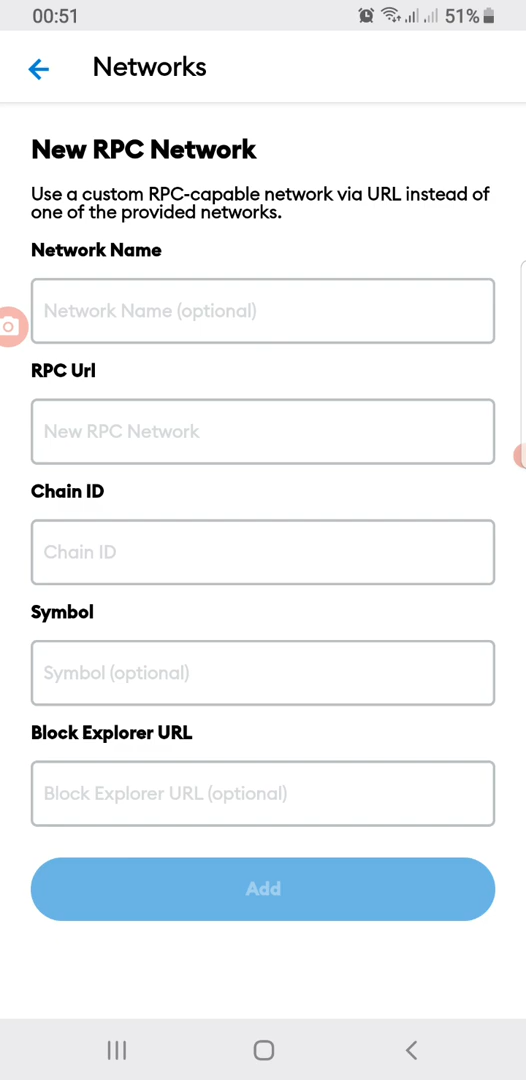 00:51
51%
Networks
New RPC Network
Use a custom RPC-capable network via URL instead of
one of the provided networks.
Network Name
Network Name (optional)
RPC Url
New RPC Network
Chain ID
Chain ID
Symbol
Symbol (optional)
Block Explorer URL
Block Explorer URL (optional)
Add